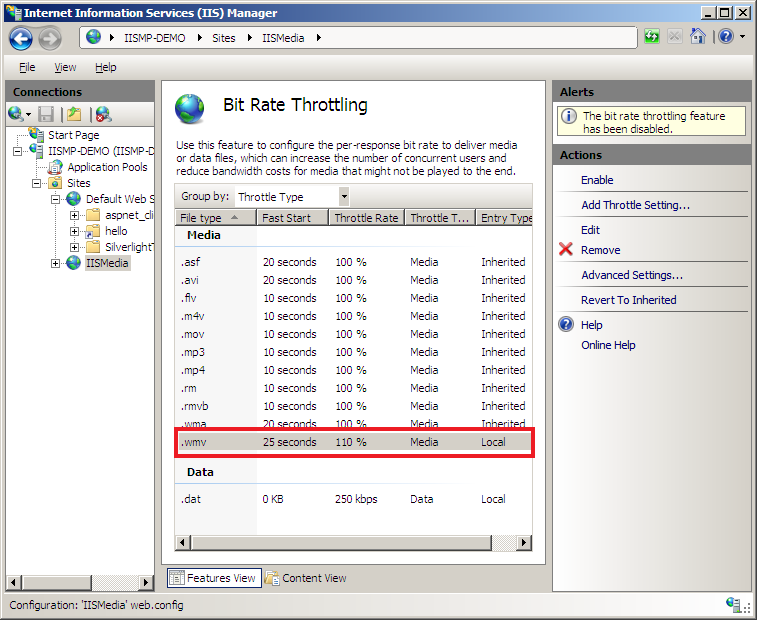 Internet Information Services (IIS) Manager
IISMP-DEMO Sites IISMedia
File View Help
Connections
Start Page
IISMP-DEMO (IISMP-D
Application Pools
Sites
Default Web S
aspnet_cli
hello
SilverlightT
IISMedia
Bit Rate Throttling
Use this feature to configure the per-response bit rate to deliver media
or data files, which can increase the number of concurrent users and
reduce bandwidth costs for media that might not be played to the end.
Group by: Throttle Type
File type Fast Start Throttle Rate Throttle T... Entry Type
Media
.asf 20 seconds 100 % Media Inherited
.avi 20 seconds 100 % Media Inherited
.flv 10 seconds 100 % Media Inherited
.m4v 10 seconds 100 % Media Inherited
.mov 10 seconds 100 % Media Inherited
.mp3 10 seconds 100 % Media Inherited
.mp4 10 seconds 100 % Media Inherited
.rm 10 seconds 100 % Media Inherited
.rmvb 10 seconds 100 % Media Inherited
.wma 20 seconds 100 % Media Inherited
.wmv 25 seconds 110 % Media Local
Data
.dat 0 KB 250 kbps Data Local
Features View Content View
Alerts
The bit rate throttling feature
has been disabled.
Actions
Enable
Add Throttle Setting...
Edit
Remove
Advanced Settings...
Revert To Inherited
Help
Online Help
Configuration: 'IISMedia' web.config